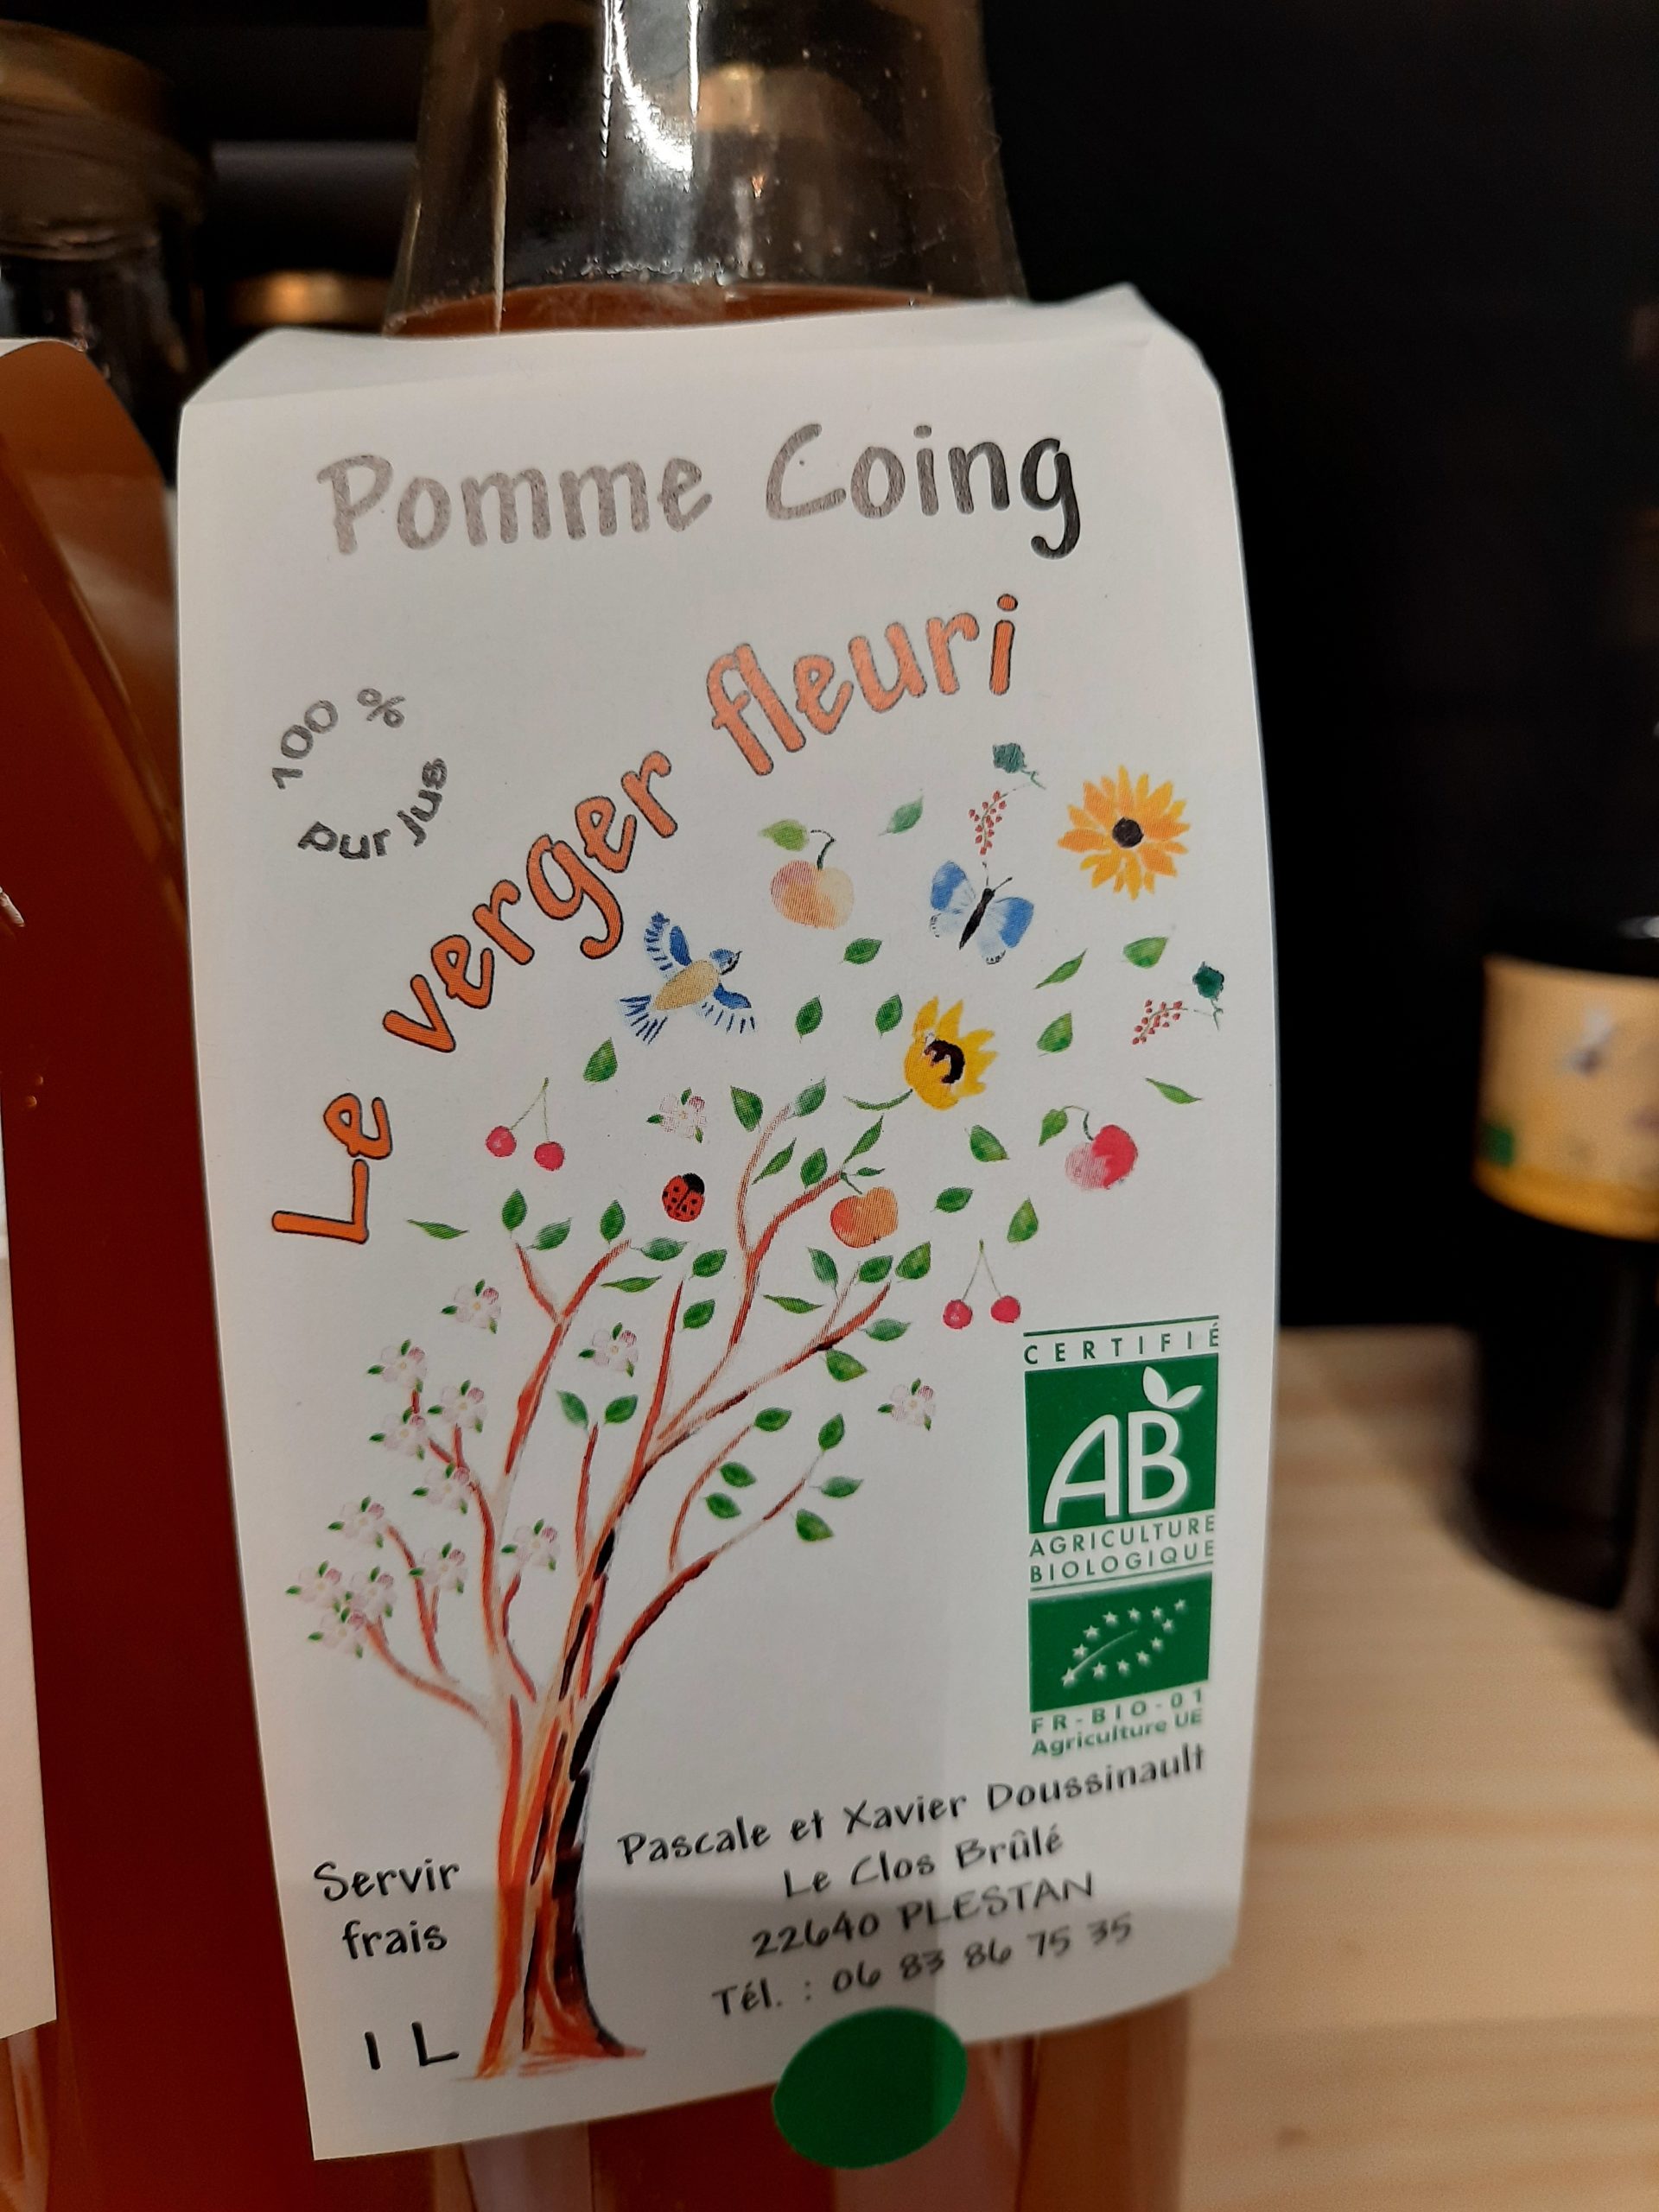 Pomme Coing
100 %
pur jus
Le verger fleuri
CERTIFIÉ
AB
AGRICULTURE
BIOLOGIQUE
FR-BIO-01
Agriculture UE
Pascale et Xavier Doussinault
Le Clos Brûlé
22640 PLESTAN
Tél. : 06 83 86 75 35
Servir
frais
1 L